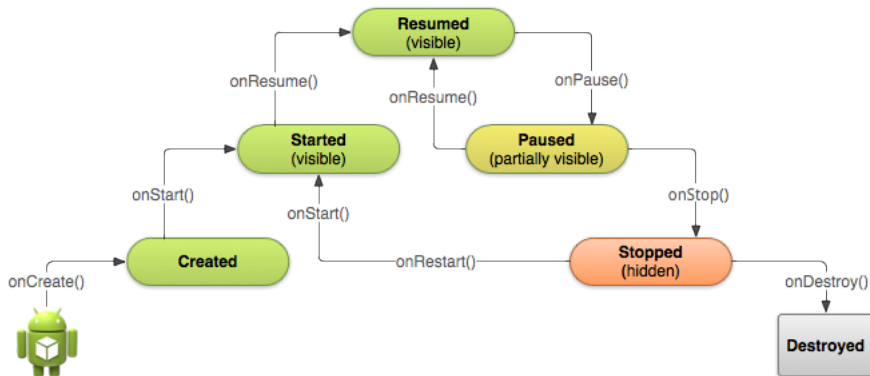 Resumed
(visible)
onResume()
onResume()
onPause()
Started
(visible)
Paused
(partially visible)
onStart()
onStart()
onStop()
Created
onRestart()
Stopped
(hidden)
onCreate()
onDestroy()
Destroyed